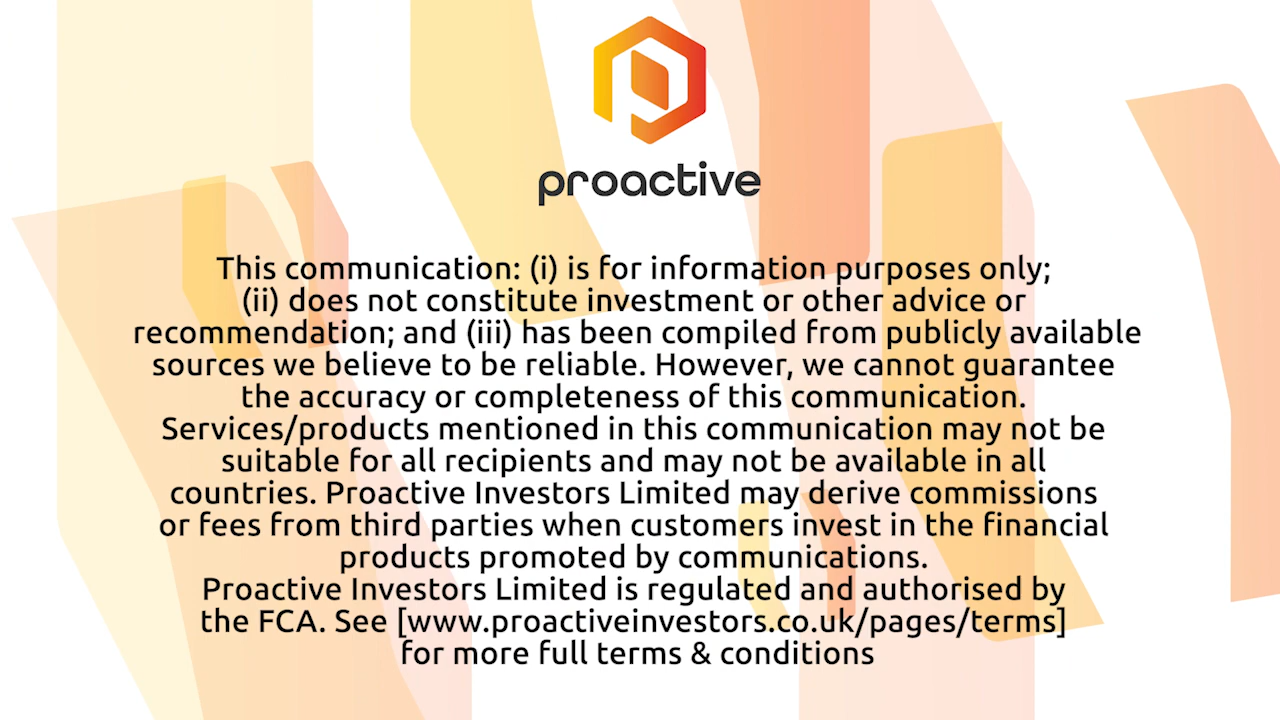 proactive
This communication: (i) is for information purposes only;
(ii) does not constitute investment or other advice or
recommendation; and (iii) has been compiled from publicly available
sources we believe to be reliable. However, we cannot guarantee
the accuracy or completeness of this communication.
Services/products mentioned in this communication may not be
suitable for all recipients and may not be available in all
countries. Proactive Investors Limited may derive commissions
or fees from third parties when customers invest in the financial
products promoted by communications.
Proactive Investors Limited is regulated and authorised by
the FCA. See [www.proactiveinvestors.co.uk/pages/terms]
for more full terms & conditions